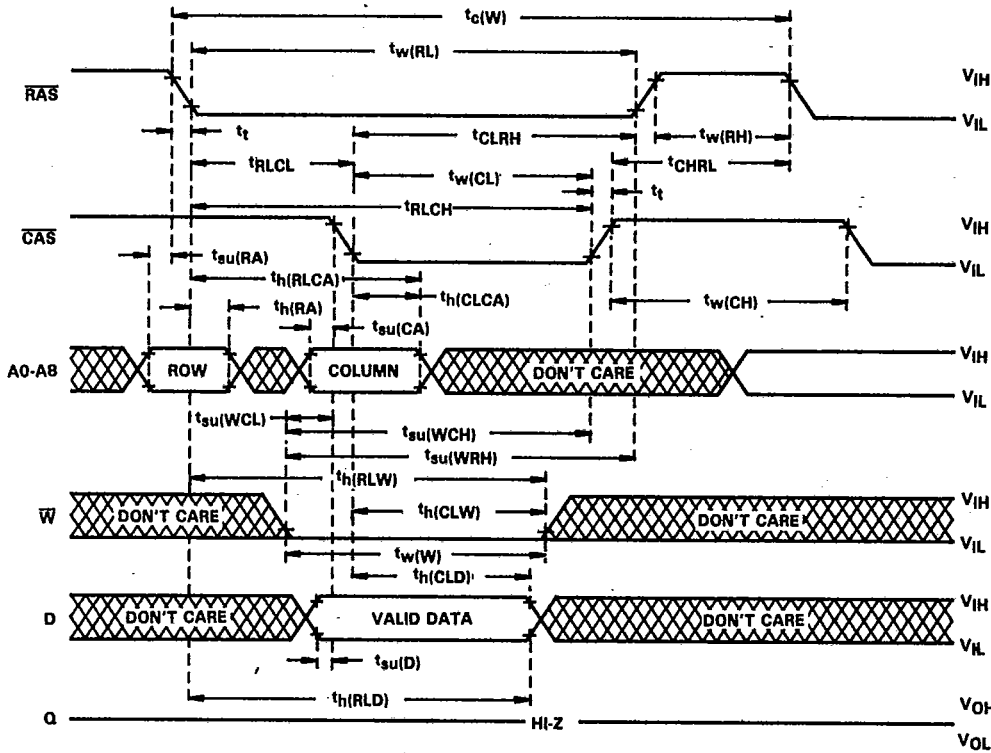 tc(W)
tw(RL)
RAS
VIH
VIL
tt
tCLRH
tw(RH)
tRLCL
tw(CL)
tCHRL
tRLCH
tt
CAS
VIH
VIL
tsu(RA)
th(RLCA)
th(RA)
th(CLCA)
tw(CH)
tsu(CA)
A0-A8
ROW
COLUMN
DON'T CARE
VIH
VIL
tsu(WCL)
tsu(WCH)
tsu(WRH)
th(RLW)
W
DON'T CARE
th(CLW)
DON'T CARE
VIH
VIL
tw(W)
th(CLD)
D
DON'T CARE
VALID DATA
DON'T CARE
VIH
VIL
tsu(D)
th(RLD)
Q
HI-Z
VOH
VOL